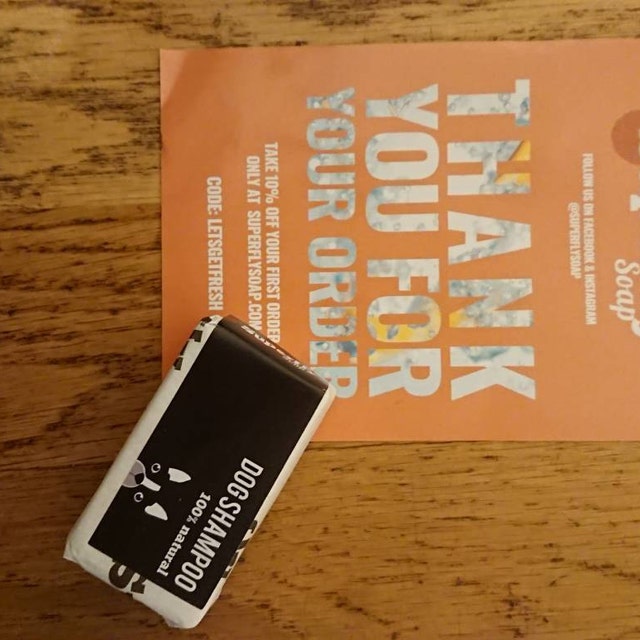 Soap
FOLLOW US ON FACEBOOK & INSTAGRAM
@SUPERFLYSOAP
THANK
YOU FOR
YOUR ORDER
TAKE 10% OFF YOUR FIRST ORDER
ONLY AT SUPERFLYSOAP.CO
CODE: LETSGETFRESH
DOG SHAMPOO
100% natural